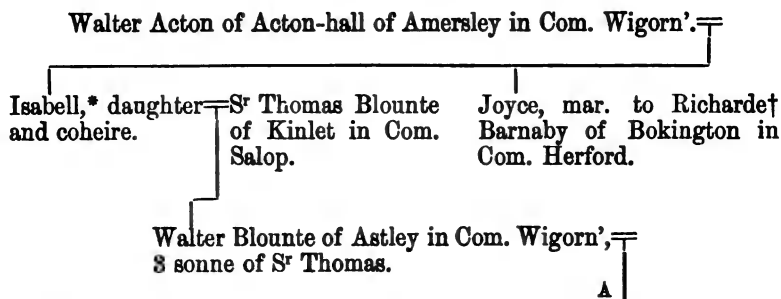 Walter Acton of Acton-hall of Amersley in Com. Wigorn'.
Isabell,* daughter
and coheire.
Sr Thomas Blounte
of Kinlet in Com.
Salop.
Joyce, mar. to Richarde†
Barnaby of Bokington in
Com. Herford.
Walter Blounte of Astley in Com. Wigorn',
3 sonne of Sr Thomas.
A